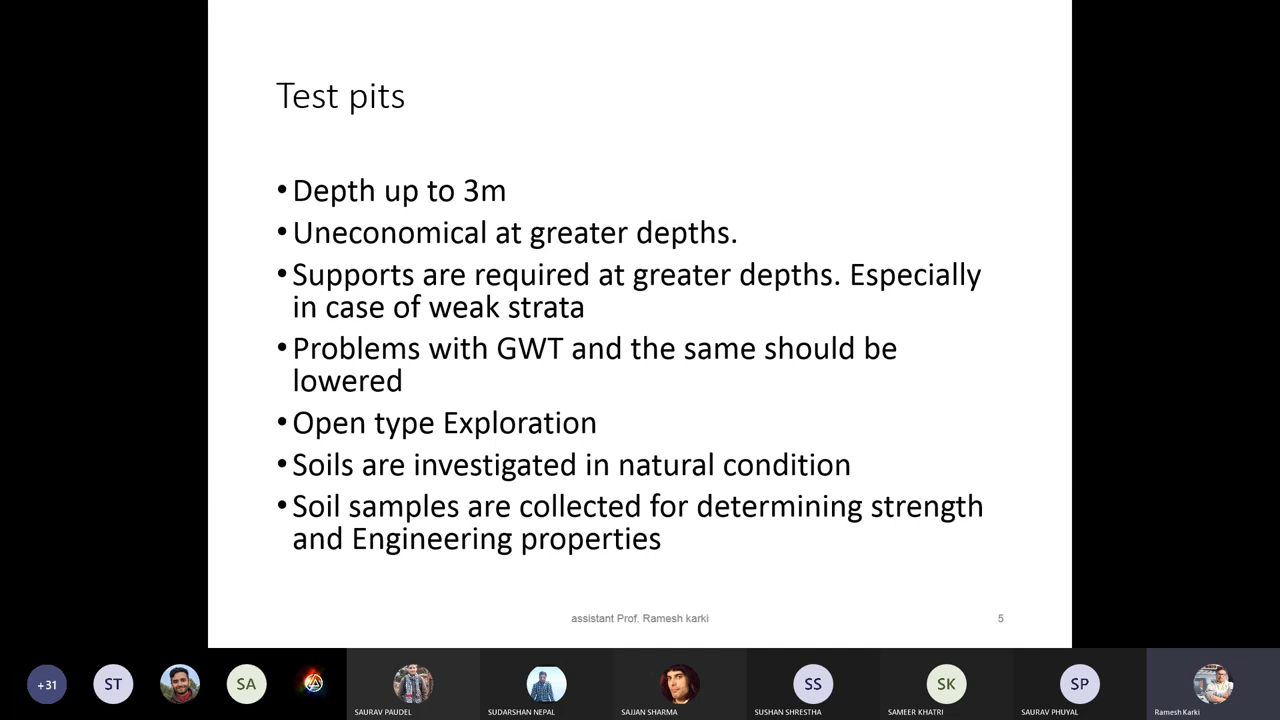 Test pits
•Depth up to 3m
•Uneconomical at greater depths.
•Supports are required at greater depths. Especially
in case of weak strata
•Problems with GWT and the same should be
lowered
•Open type Exploration
•Soils are investigated in natural condition
•Soil samples are collected for determining strength
and Engineering properties
assistant Prof. Ramesh karki
5
+31
ST
SA
SS
SK
SP
SAURAV PAUDEL
SUDARSHAN NEPAL
SAJJAN SHARMA
SUSHAN SHRESTHA
SAMEER KHATRI
SAURAV PHUYAL
Ramesh Karki